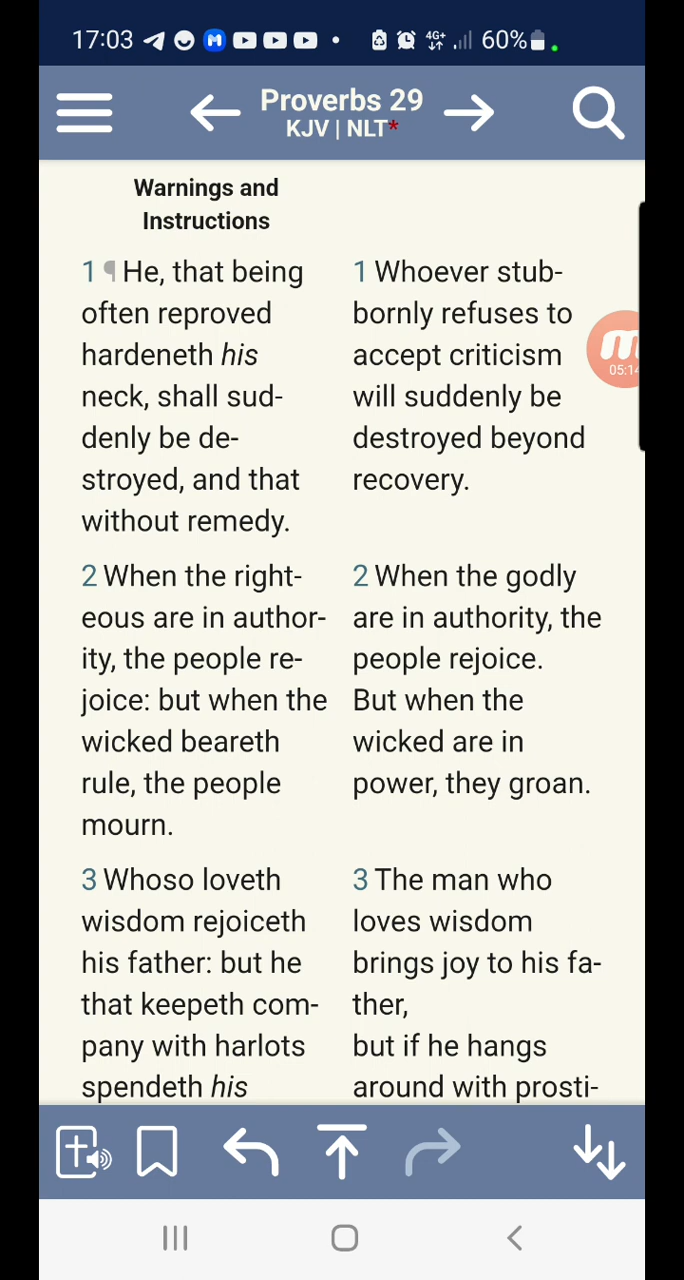 17:03 4G+ 60%
Proverbs 29
KJV | NLT*
Warnings and
Instructions
1 ¶ He, that being
often reproved
hardeneth his
neck, shall sud-
denly be de-
stroyed, and that
without remedy.
1 Whoever stub-
bornly refuses to
accept criticism
will suddenly be
destroyed beyond
recovery.
05:14
2 When the right-
eous are in author-
ity, the people re-
joice: but when the
wicked beareth
rule, the people
mourn.
2 When the godly
are in authority, the
people rejoice.
But when the
wicked are in
power, they groan.
3 Whoso loveth
wisdom rejoiceth
his father: but he
that keepeth com-
pany with harlots
spendeth his
3 The man who
loves wisdom
brings joy to his fa-
ther,
but if he hangs
around with prosti-